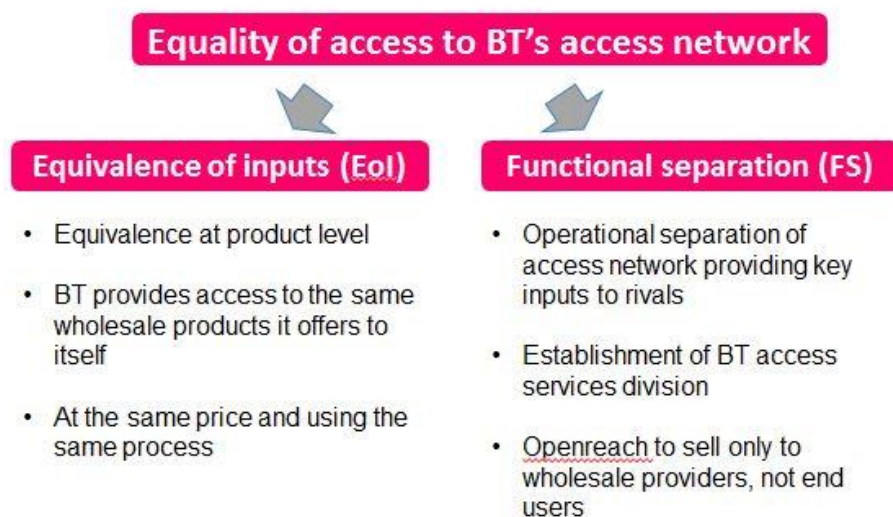 Equality of access to BT's access network
Equivalence of inputs (EoI)
• Equivalence at product level
• BT provides access to the same
wholesale products it offers to
itself
• At the same price and using the
same process
Functional separation (FS)
• Operational separation of
access network providing key
inputs to rivals
• Establishment of BT access
services division
• Openreach to sell only to
wholesale providers, not end
users